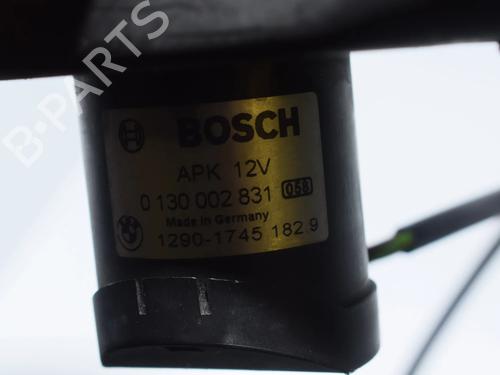 B-PARTS
BOSCH
APK 12V
0 130 002 831 058
Made in Germany
1290-1745 182.9